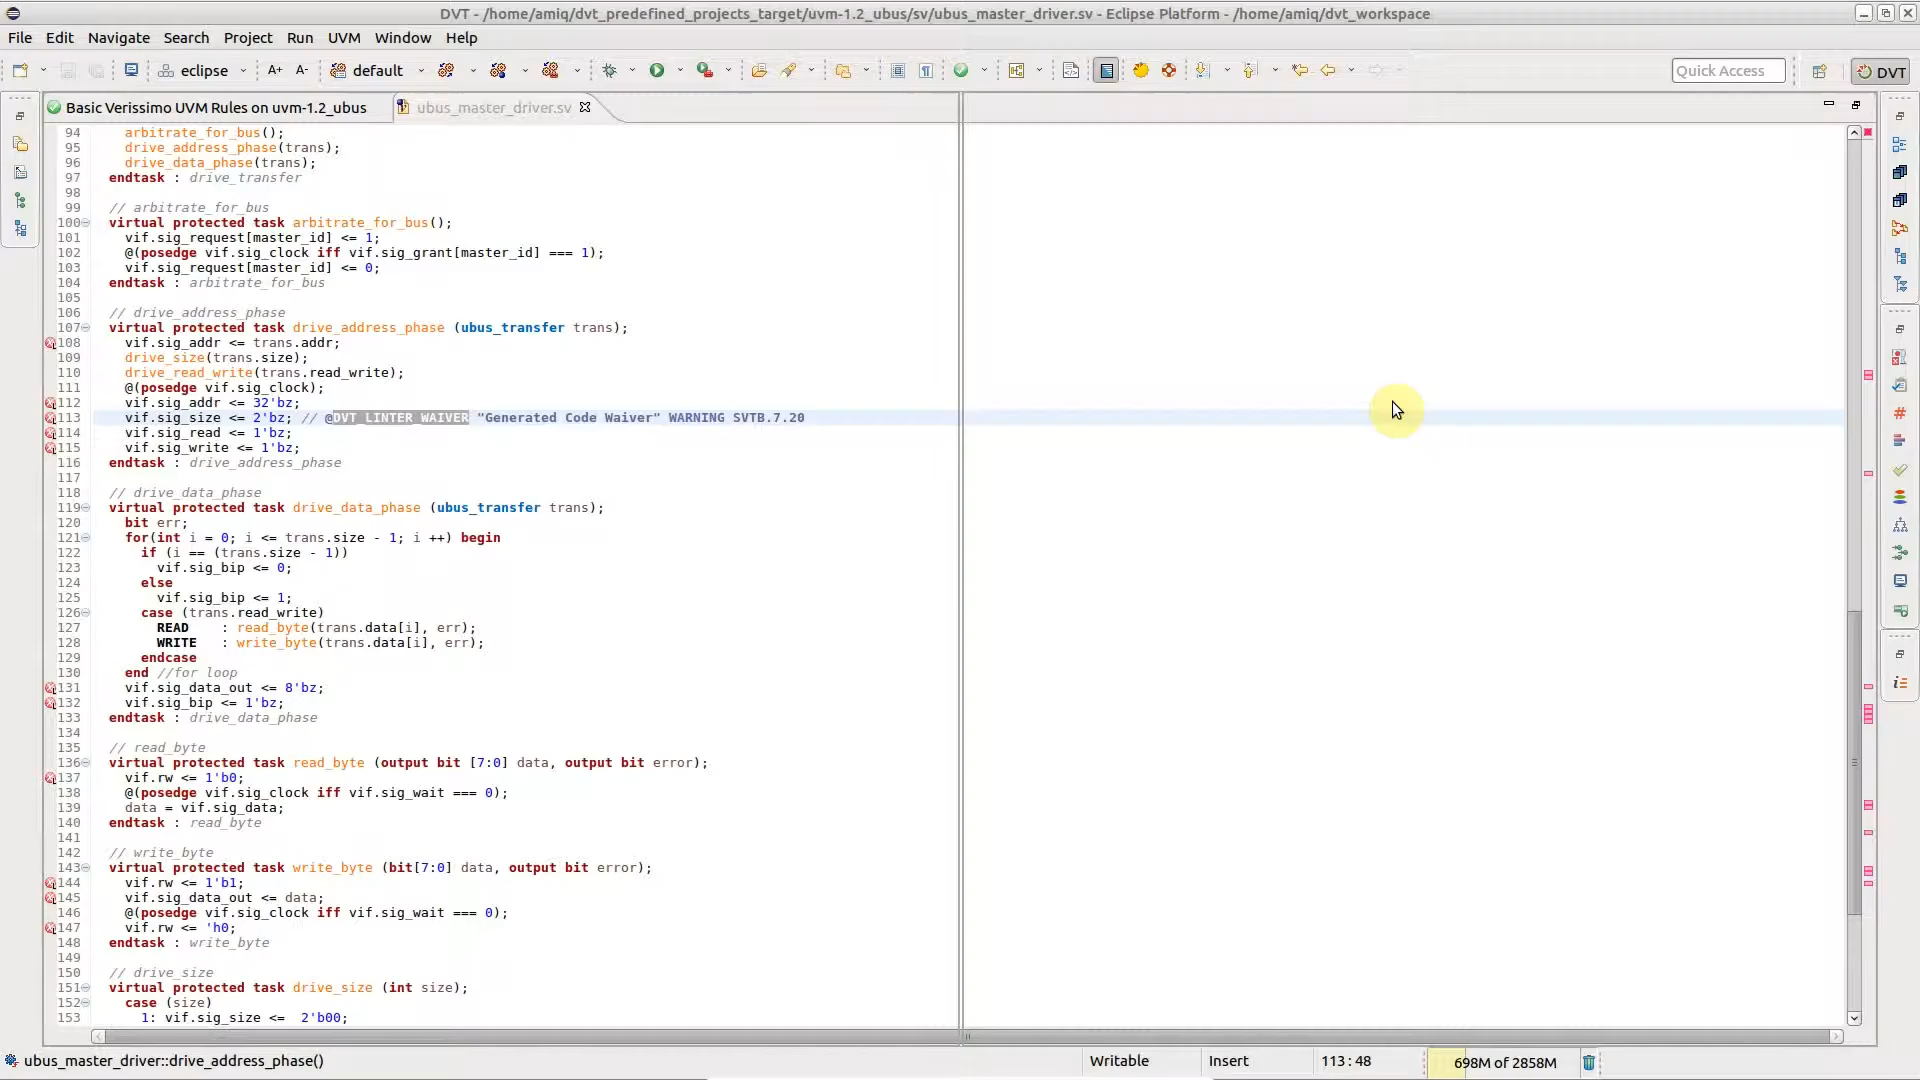 DVT - /home/amiq/dvt_predefined_projects_target/uvm-1.2_ubus/sv/ubus_master_driver.sv - Eclipse Platform - /home/amiq/dvt_workspace
File Edit Navigate Search Project Run UVM Window Help
eclipse A+ A- default Quick Access DVT
Basic Verissimo UVM Rules on uvm-1.2_ubus ubus_master_driver.sv
94 arbitrate_for_bus();
95 drive_address_phase(trans);
96 drive_data_phase(trans);
97 endtask : drive_transfer
98
99 // arbitrate_for_bus
100 virtual protected task arbitrate_for_bus();
101 vif.sig_request[master_id] <= 1;
102 @(posedge vif.sig_clock iff vif.sig_grant[master_id] === 1);
103 vif.sig_request[master_id] <= 0;
104 endtask : arbitrate_for_bus
105
106 // drive_address_phase
107 virtual protected task drive_address_phase (ubus_transfer trans);
108 vif.sig_addr <= trans.addr;
109 drive_size(trans.size);
110 drive_read_write(trans.read_write);
111 @(posedge vif.sig_clock);
112 vif.sig_addr <= 32'bz;
113 vif.sig_size <= 2'bz; // @DVT_LINTER_WAIVER "Generated Code Waiver" WARNING SVTB.7.20
114 vif.sig_read <= 1'bz;
115 vif.sig_write <= 1'bz;
116 endtask : drive_address_phase
117
118 // drive_data_phase
119 virtual protected task drive_data_phase (ubus_transfer trans);
120 bit err;
121 for(int i = 0; i <= trans.size - 1; i ++) begin
122 if (i == (trans.size - 1))
123 vif.sig_bip <= 0;
124 else
125 vif.sig_bip <= 1;
126 case (trans.read_write)
127 READ : read_byte(trans.data[i], err);
128 WRITE : write_byte(trans.data[i], err);
129 endcase
130 end //for loop
131 vif.sig_data_out <= 8'bz;
132 vif.sig_bip <= 1'bz;
133 endtask : drive_data_phase
134
135 // read_byte
136 virtual protected task read_byte (output bit [7:0] data, output bit error);
137 vif.rw <= 1'b0;
138 @(posedge vif.sig_clock iff vif.sig_wait === 0);
139 data = vif.sig_data;
140 endtask : read_byte
141
142 // write_byte
143 virtual protected task write_byte (bit[7:0] data, output bit error);
144 vif.rw <= 1'b1;
145 vif.sig_data_out <= data;
146 @(posedge vif.sig_clock iff vif.sig_wait === 0);
147 vif.rw <= 'h0;
148 endtask : write_byte
149
150 // drive_size
151 virtual protected task drive_size (int size);
152 case (size)
153 1: vif.sig_size <= 2'b00;
ubus_master_driver::drive_address_phase() Writable Insert 113:48 698M of 2858M